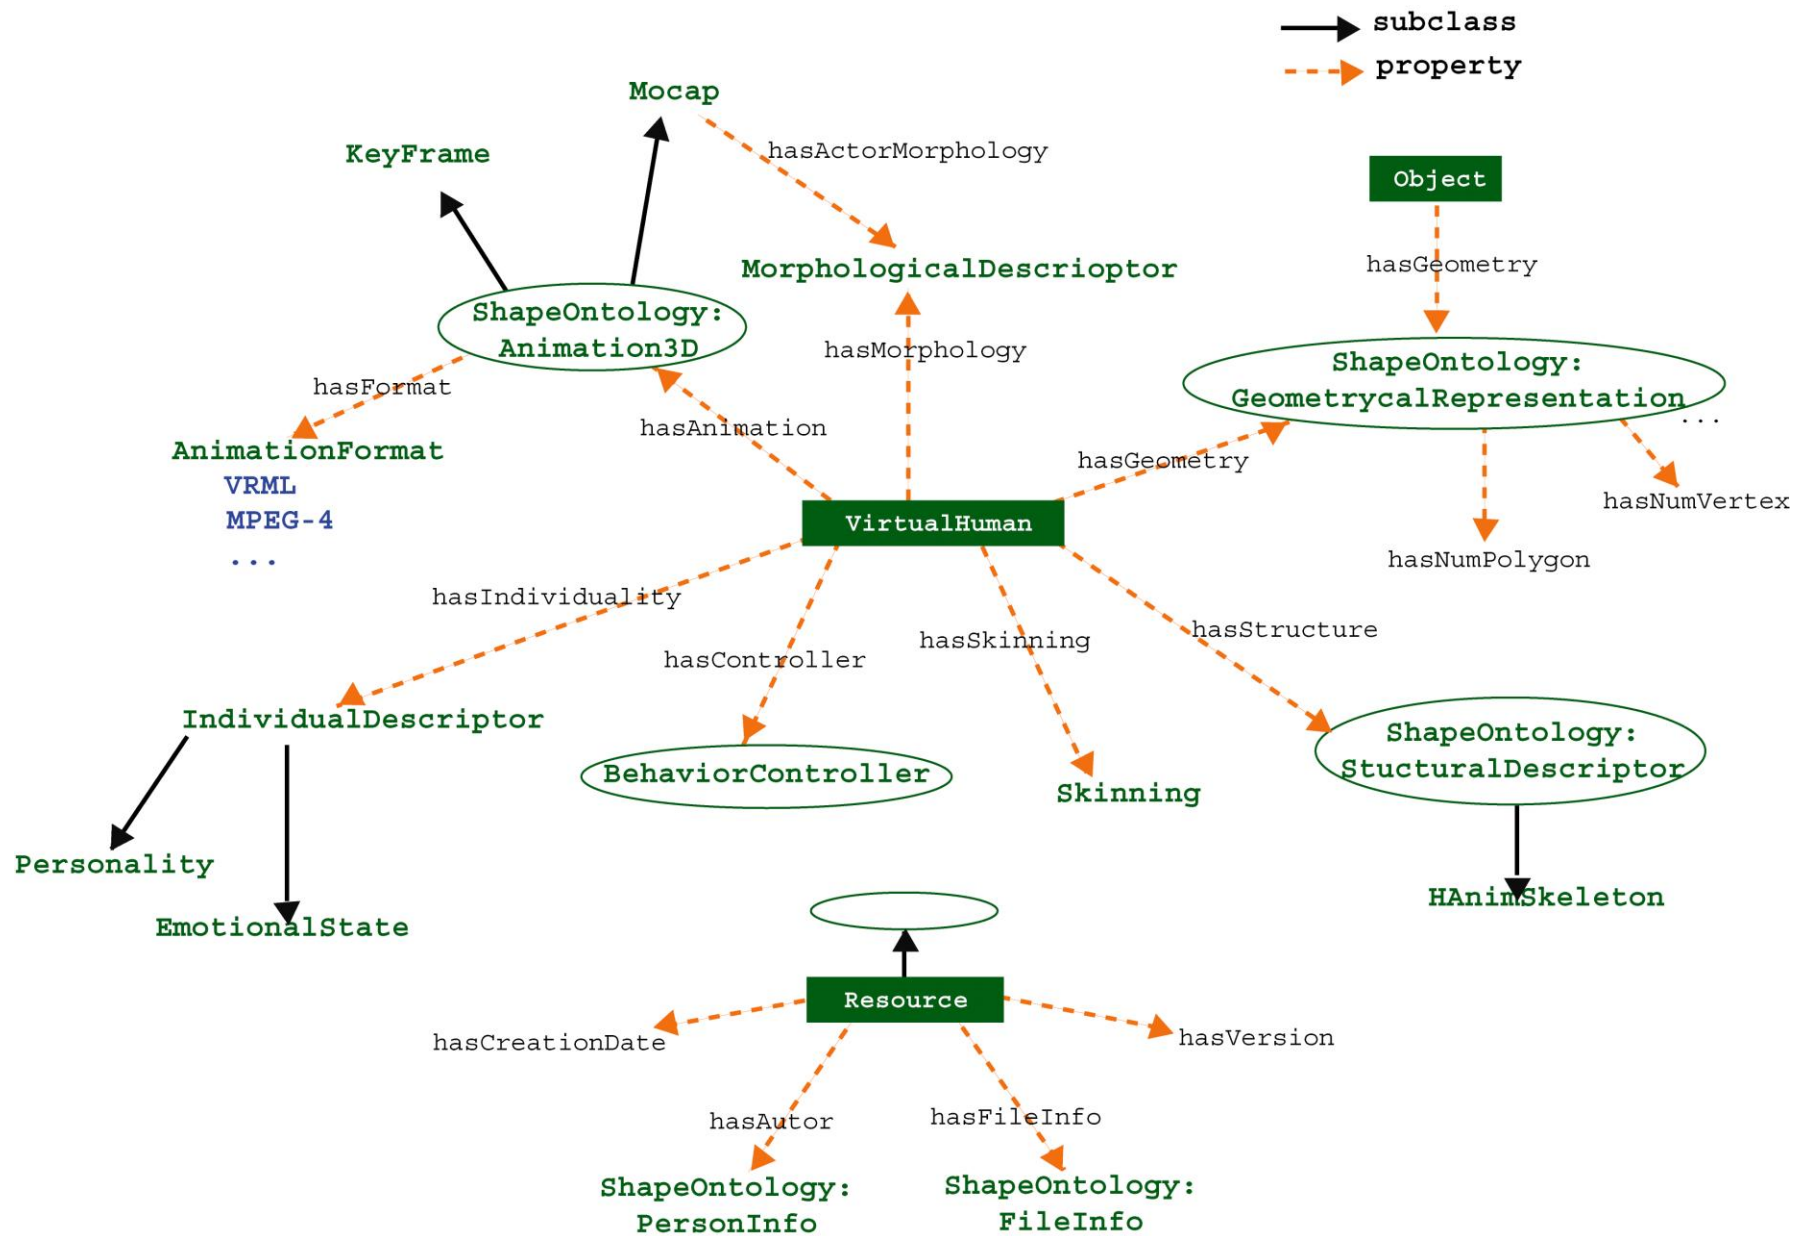 subclass
property
Mocap
hasActorMorphology
KeyFrame
Object
hasGeometry
MorphologicalDescrioptor
ShapeOntology:
Animation3D
hasMorphology
ShapeOntology:
GeometrycalRepresentation
...
hasFormat
hasAnimation
AnimationFormat
VRML
MPEG-4
...
hasGeometry
hasNumVertex
hasNumPolygon
VirtualHuman
hasIndividuality
hasController
hasSkinning
hasStructure
IndividualDescriptor
BehaviorController
Skinning
ShapeOntology:
StucturalDescriptor
Personality
EmotionalState
HAnimSkeleton
Resource
hasCreationDate
hasVersion
hasAutor
hasFileInfo
ShapeOntology:
PersonInfo
ShapeOntology:
FileInfo